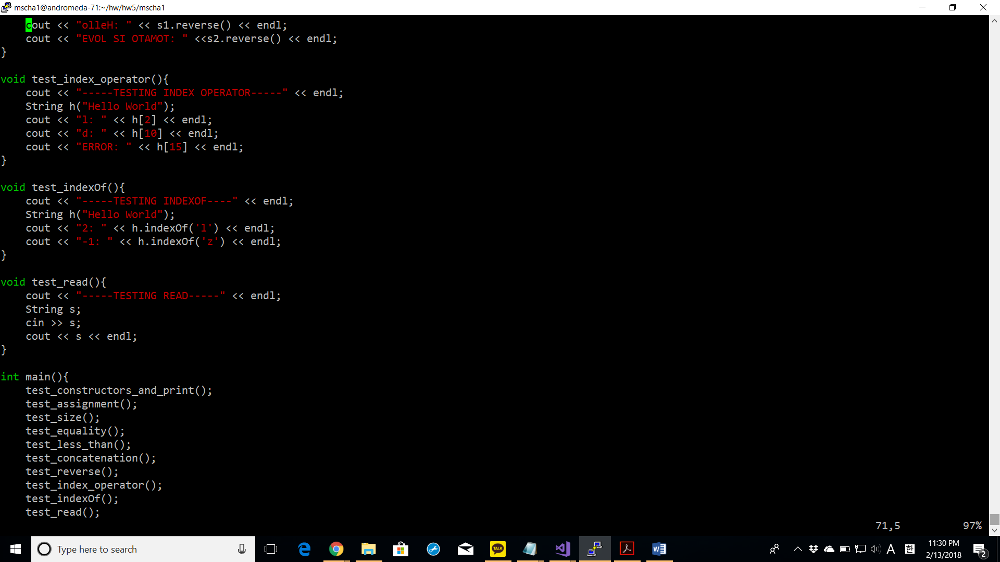 mscha1@andromeda-71:~/hw/hw5/mscha1
    cout << "olleH: " << s1.reverse() << endl;
    cout << "EVOL SI OTAMOT: " <<s2.reverse() << endl;
}

void test_index_operator(){
    cout << "-----TESTING INDEX OPERATOR-----" << endl;
    String h("Hello World");
    cout << "l: " << h[2] << endl;
    cout << "d: " << h[10] << endl;
    cout << "ERROR: " << h[15] << endl;
}

void test_indexOf(){
    cout << "-----TESTING INDEXOF----" << endl;
    String h("Hello World");
    cout << "2: " << h.indexOf('l') << endl;
    cout << "-1: " << h.indexOf('z') << endl;
}

void test_read(){
    cout << "-----TESTING READ-----" << endl;
    String s;
    cin >> s;
    cout << s << endl;
}

int main(){
    test_constructors_and_print();
    test_assignment();
    test_size();
    test_equality();
    test_less_than();
    test_concatenation();
    test_reverse();
    test_index_operator();
    test_indexOf();
    test_read();
71,5 97%
Type here to search
TALK
A 한
11:30 PM
2/13/2018
2